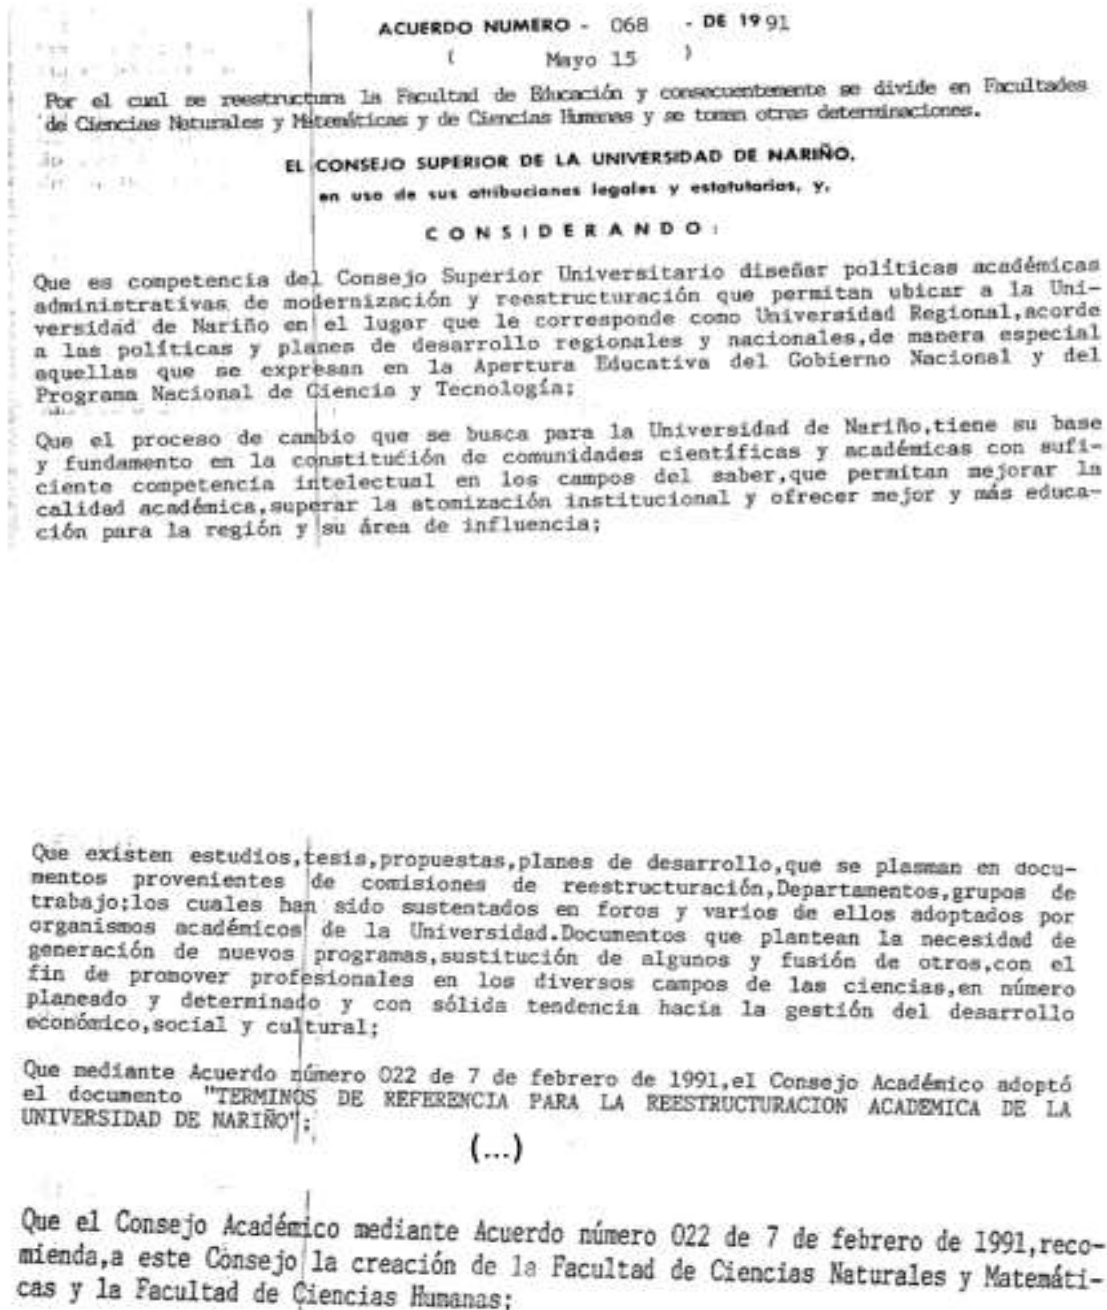 ACUERDO NUMERO - 068 - DE 1991
( Mayo 15 )
Por el cual se reestructura la Facultad de Educación y consecuentemente se divide en Facultades
de Ciencias Naturales y Matemáticas y de Ciencias Humanas y se toman otras determinaciones.
EL CONSEJO SUPERIOR DE LA UNIVERSIDAD DE NARIÑO,
en uso de sus atribuciones legales y estatutarias, y,
CONSIDERANDO:
Que es competencia del Consejo Superior Universitario diseñar políticas académicas
administrativas de modernización y reestructuración que permitan ubicar a la Uni-
versidad de Nariño en el lugar que le corresponde como Universidad Regional,acorde
a las políticas y planes de desarrollo regionales y nacionales,de manera especial
aquellas que se expresan en la Apertura Educativa del Gobierno Nacional y del
Programa Nacional de Ciencia y Tecnología;
Que el proceso de cambio que se busca para la Universidad de Nariño,tiene su base
y fundamento en la constitución de comunidades científicas y académicas con sufi-
ciente competencia intelectual en los campos del saber,que permitan mejorar la
calidad académica,superar la atomización institucional y ofrecer mejor y más educa-
ción para la región y su área de influencia;
Que existen estudios,tesis,propuestas,planes de desarrollo,que se plasman en docu-
mentos provenientes de comisiones de reestructuración,Departamentos,grupos de
trabajo;los cuales han sido sustentados en foros y varios de ellos adoptados por
organismos académicos de la Universidad.Documentos que plantean la necesidad de
generación de nuevos programas,sustitución de algunos y fusión de otros,con el
fin de promover profesionales en los diversos campos de las ciencias,en número
planeado y determinado y con sólida tendencia hacia la gestión del desarrollo
económico,social y cultural;
Que mediante Acuerdo número 022 de 7 de febrero de 1991,el Consejo Académico adoptó
el documento "TERMINOS DE REFERENCIA PARA LA REESTRUCTURACION ACADEMICA DE LA
UNIVERSIDAD DE NARIÑO";
(...)
Que el Consejo Académico mediante Acuerdo número 022 de 7 de febrero de 1991,reco-
mienda,a este Consejo la creación de la Facultad de Ciencias Naturales y Matemáti-
cas y la Facultad de Ciencias Humanas;